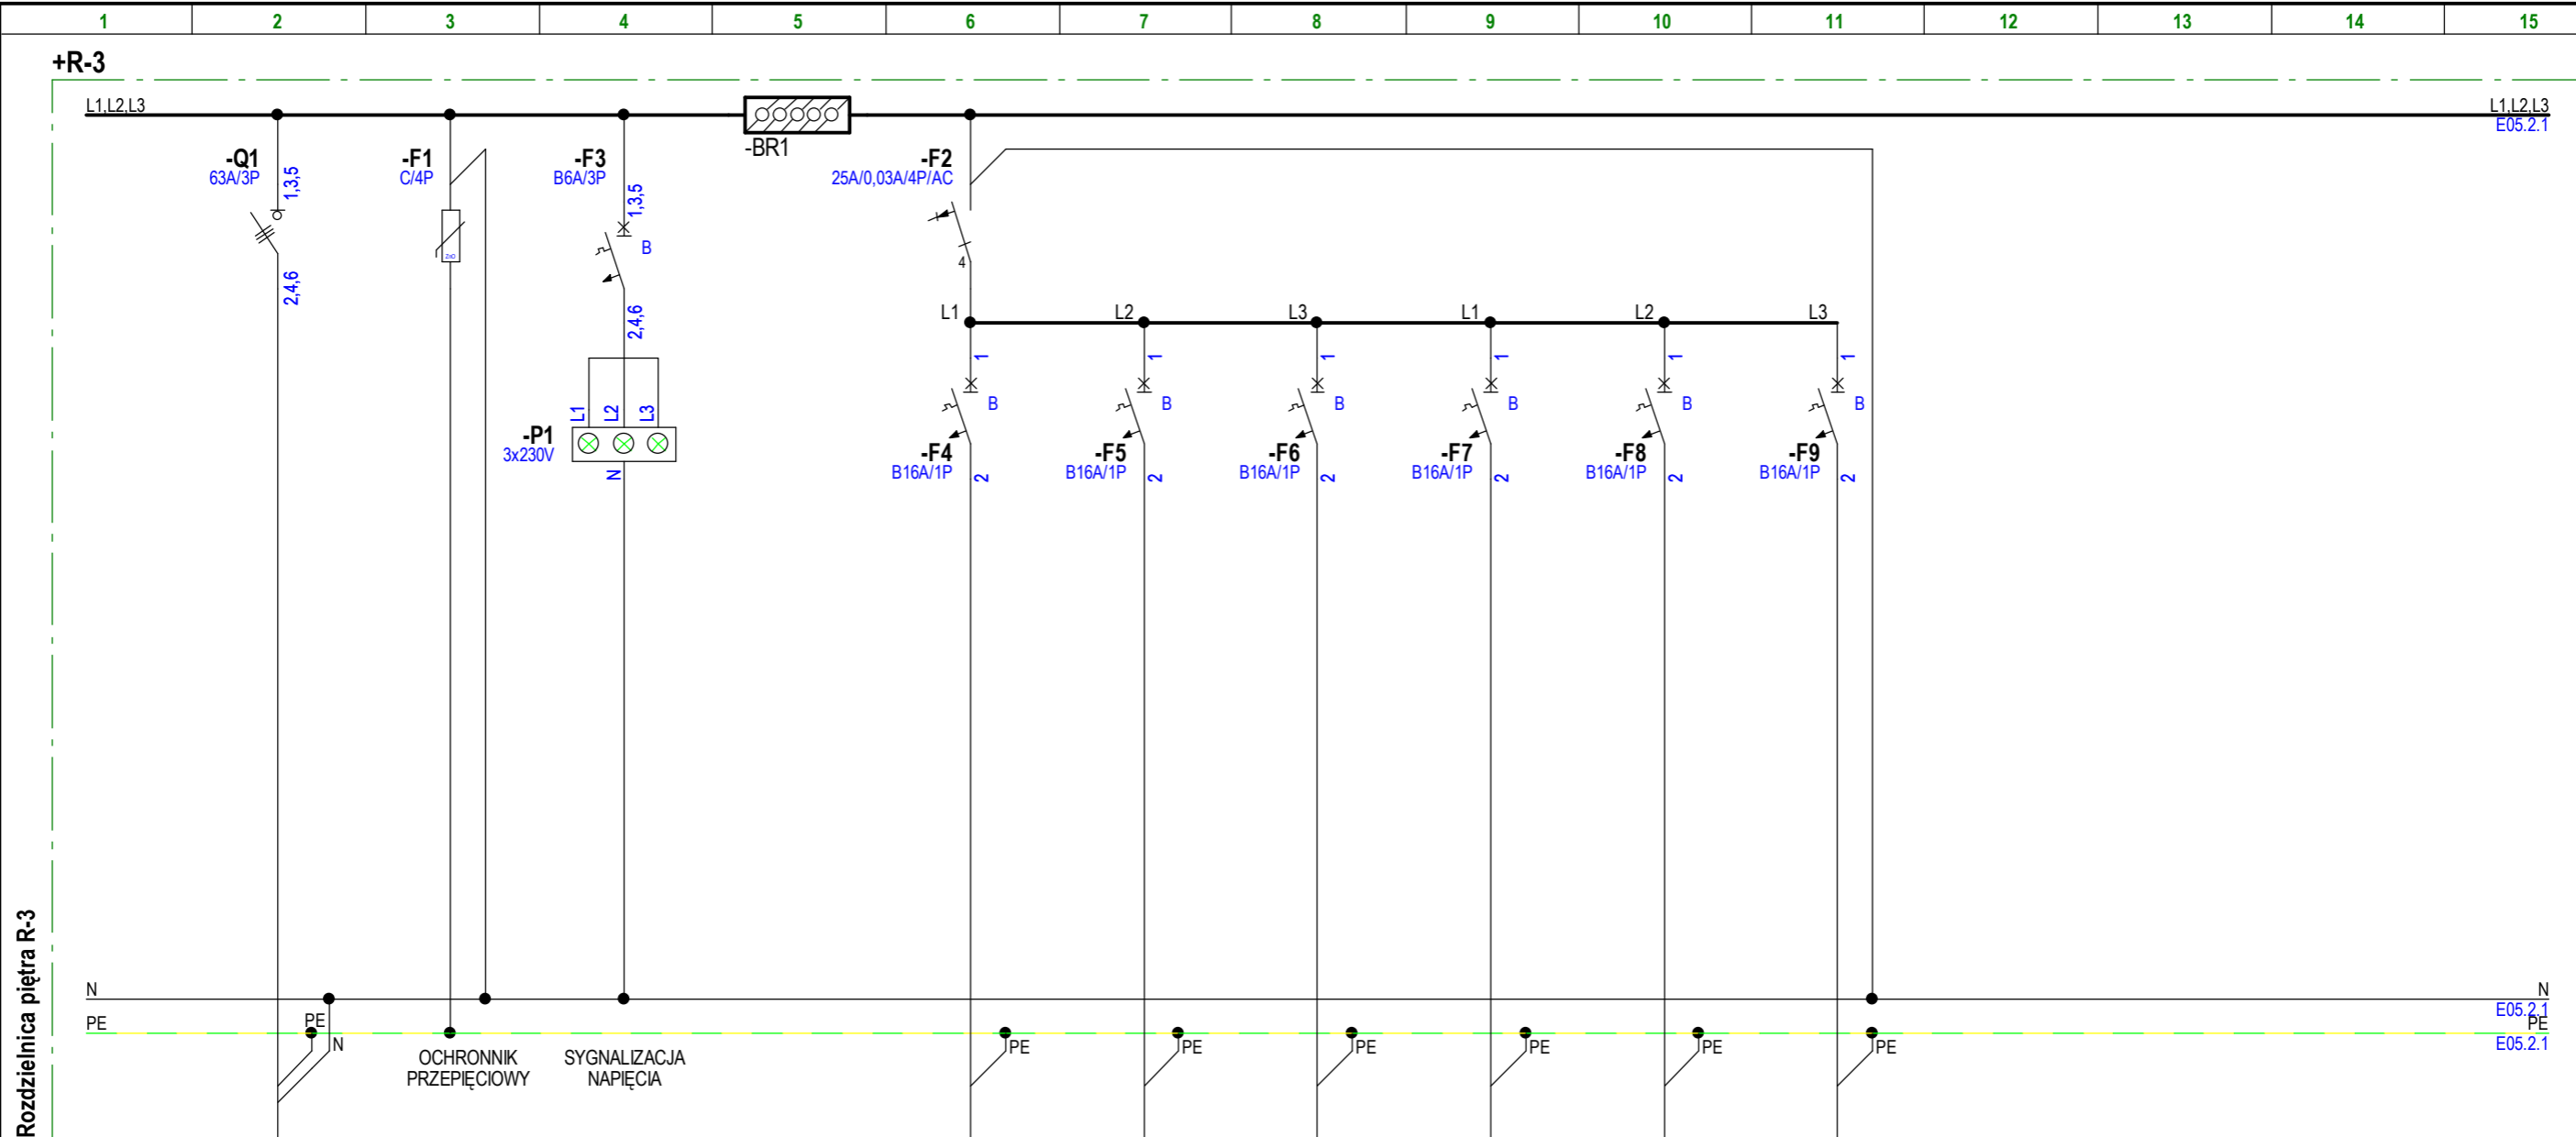 1 2 3 4 5 6 7 8 9 10 11 12 13 14 15
+R-3
L1,L2,L3
L1,L2,L3
E05.2.1
-Q1
63A/3P
1,3,5
2,4,6
-F1
C/4P
ZnO
-F3
B6A/3P
1,3,5
B
2,4,6
-BR1
-F2
25A/0,03A/4P/AC
4
L1 L2 L3 L1 L2 L3
L1 L2 L3
-P1
3x230V
N
1
B
-F4
B16A/1P
2
1
B
-F5
B16A/1P
2
1
B
-F6
B16A/1P
2
1
B
-F7
B16A/1P
2
1
B
-F8
B16A/1P
2
1
B
-F9
B16A/1P
2
Rozdzielnica piętra R-3
N
N
E05.2.1
PE
PE
E05.2.1
PE
N
OCHRONNIK
PRZEPIĘCIOWY
SYGNALIZACJA
NAPIĘCIA
PE PE PE PE PE PE